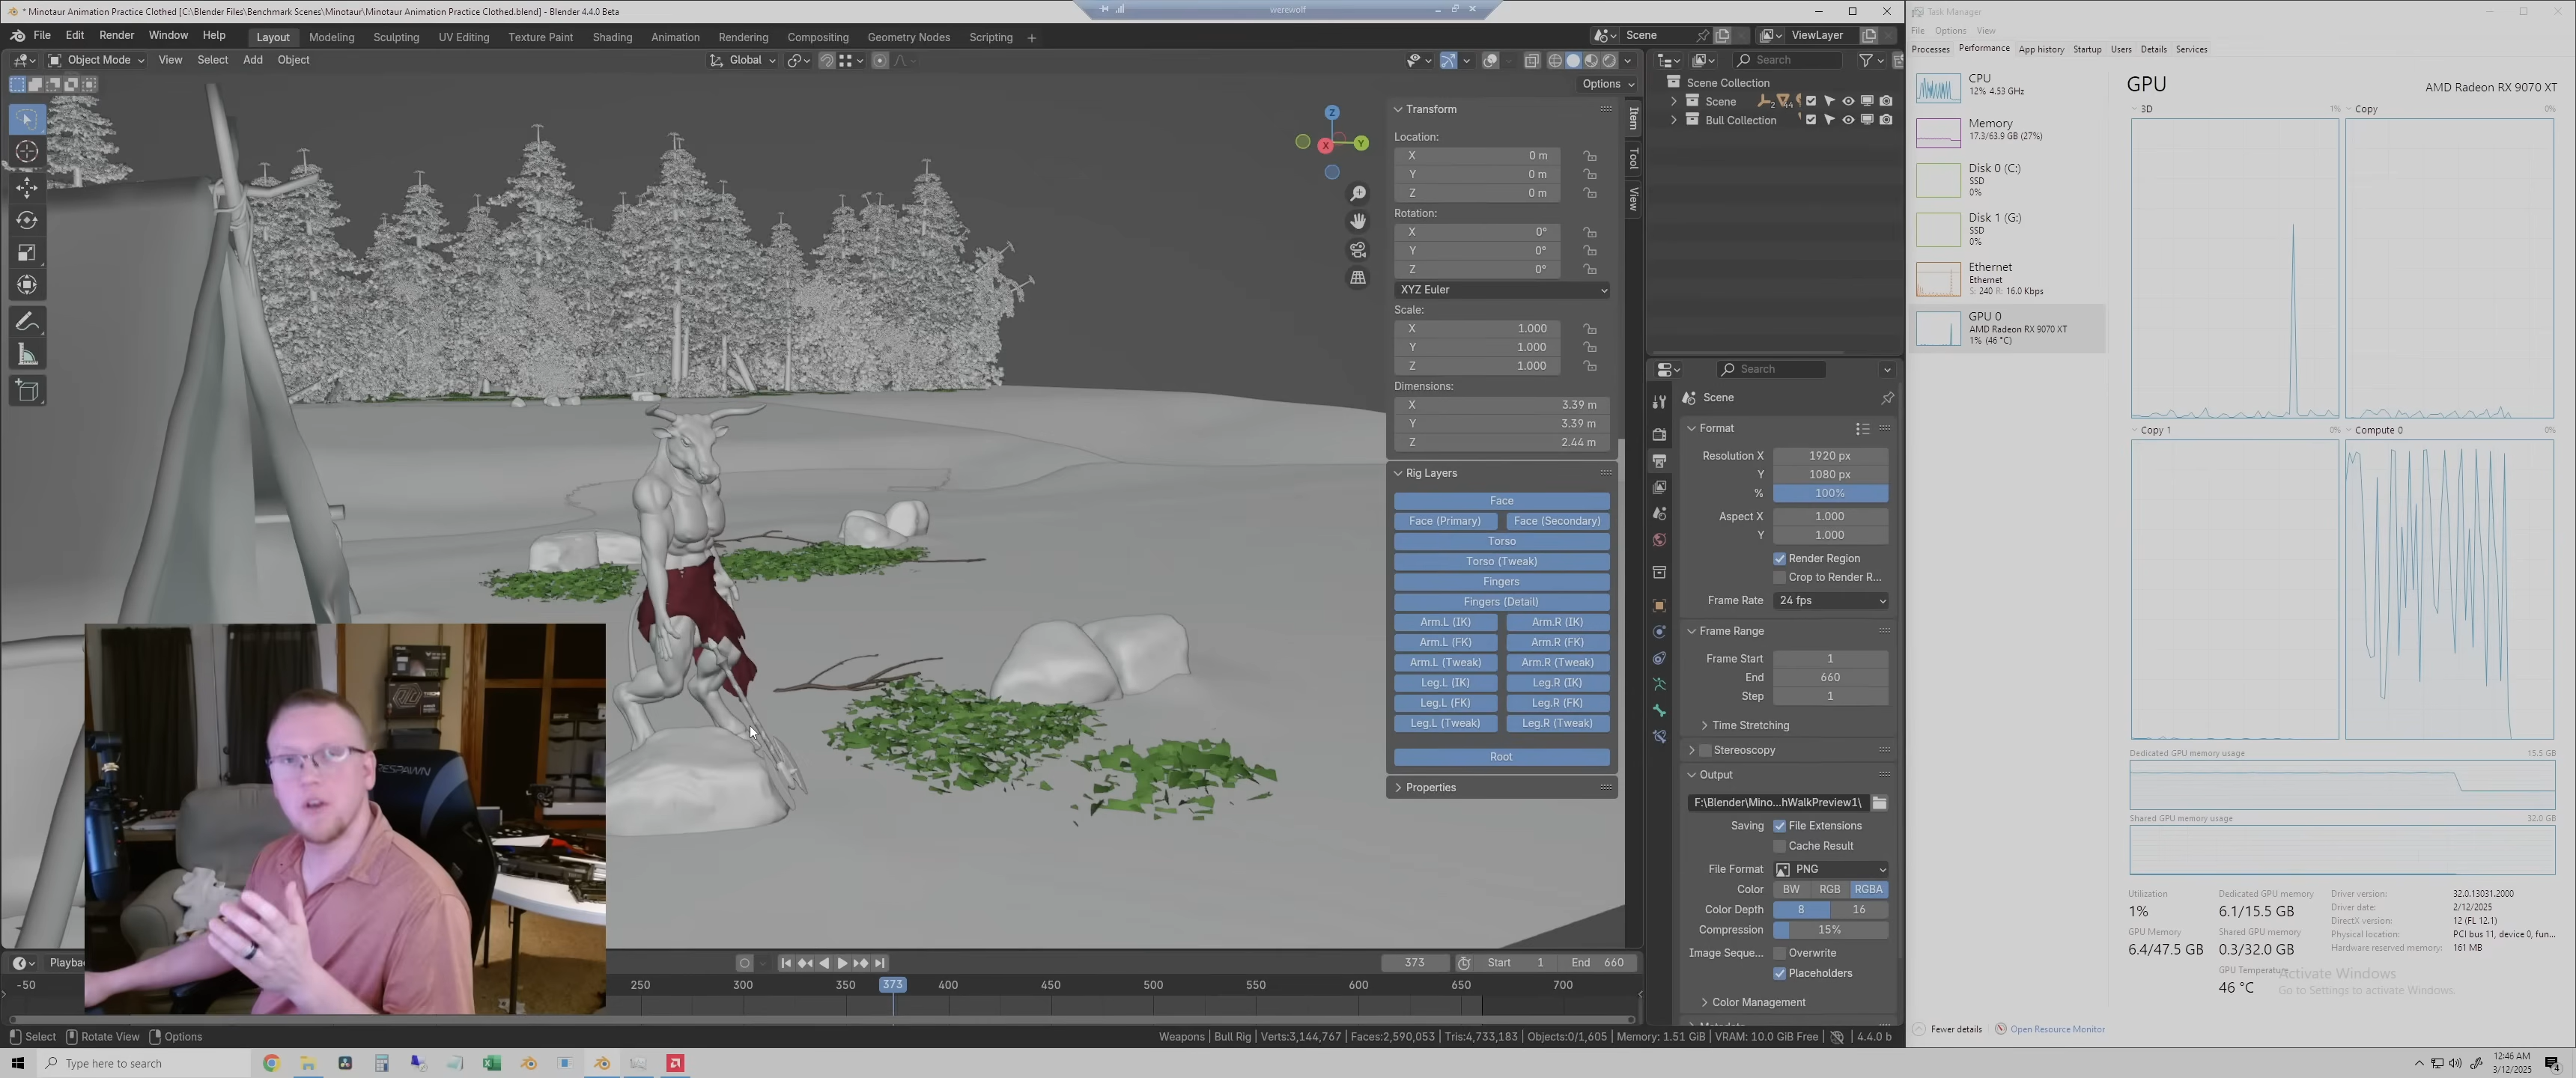 * Minotaur Animation Practice Clothed [C:\Blender Files\Benchmark Scenes\Minotaur\Minotaur Animation Practice Clothed.blend] - Blender 4.4.0 Beta
werewolf
File Edit Render Window Help
Layout Modeling Sculpting UV Editing Texture Paint Shading Animation Rendering Compositing Geometry Nodes Scripting +
Scene
ViewLayer
Object Mode View Select Add Object
Global
Search
Options
Scene Collection
Scene
Bull Collection
Item
Tool
View
Z
Y
X
Transform
Location:
X 0 m
Y 0 m
Z 0 m
Rotation:
X 0°
Y 0°
Z 0°
XYZ Euler
Scale:
X 1.000
Y 1.000
Z 1.000
Dimensions:
X 3.39 m
Y 3.39 m
Z 2.44 m
Rig Layers
Face
Face (Primary) Face (Secondary)
Torso
Torso (Tweak)
Fingers
Fingers (Detail)
Arm.L (IK) Arm.R (IK)
Arm.L (FK) Arm.R (FK)
Arm.L (Tweak) Arm.R (Tweak)
Leg.L (IK) Leg.R (IK)
Leg.L (FK) Leg.R (FK)
Leg.L (Tweak) Leg.R (Tweak)
Root
Properties
Search
Scene
Format
Resolution X 1920 px
Y 1080 px
% 100%
Aspect X 1.000
Y 1.000
Render Region
Crop to Render R...
Frame Rate 24 fps
Frame Range
Frame Start 1
End 660
Step 1
Time Stretching
Stereoscopy
Output
F:\Blender\Mino...hWalkPreview1\
Saving File Extensions
Cache Result
File Format PNG
Color BW RGB RGBA
Color Depth 8 16
Compression 15%
Image Seque... Overwrite
Placeholders
Color Management
RESPAWN
Playba
373 Start 1 End 660
-50 250 300 350 373 400 450 500 550 600 650 700
Select Rotate View Options
Weapons | Bull Rig | Verts:3,144,767 | Faces:2,590,053 | Tris:4,733,183 | Objects:0/1,605 | Memory: 1.51 GiB | VRAM: 10.0 GiB Free | 4.4.0 b
Task Manager
File Options View
Processes Performance App history Startup Users Details Services
CPU
12% 4.53 GHz
Memory
17.3/63.9 GB (27%)
Disk 0 (C:)
SSD
0%
Disk 1 (G:)
SSD
0%
Ethernet
Ethernet
S: 240 R: 16.0 Kbps
GPU 0
AMD Radeon RX 9070 XT
1% (46 °C)
GPU
AMD Radeon RX 9070 XT
3D 1%
Copy 0%
Copy 1 0%
Compute 0 0%
Dedicated GPU memory usage 15.5 GB
Shared GPU memory usage 32.0 GB
Utilization
1%
GPU Memory
6.4/47.5 GB
Dedicated GPU memory
6.1/15.5 GB
Shared GPU memory
0.3/32.0 GB
GPU Temperature
46 °C
Driver version: 32.0.13031.2000
Driver date: 2/12/2025
DirectX version: 12 (FL 12.1)
Physical location: PCI bus 11, device 0, fun...
Hardware reserved memory: 161 MB
Activate Windows
Go to Settings to activate Windows.
Fewer details Open Resource Monitor
Type here to search
12:46 AM
3/12/2025
4